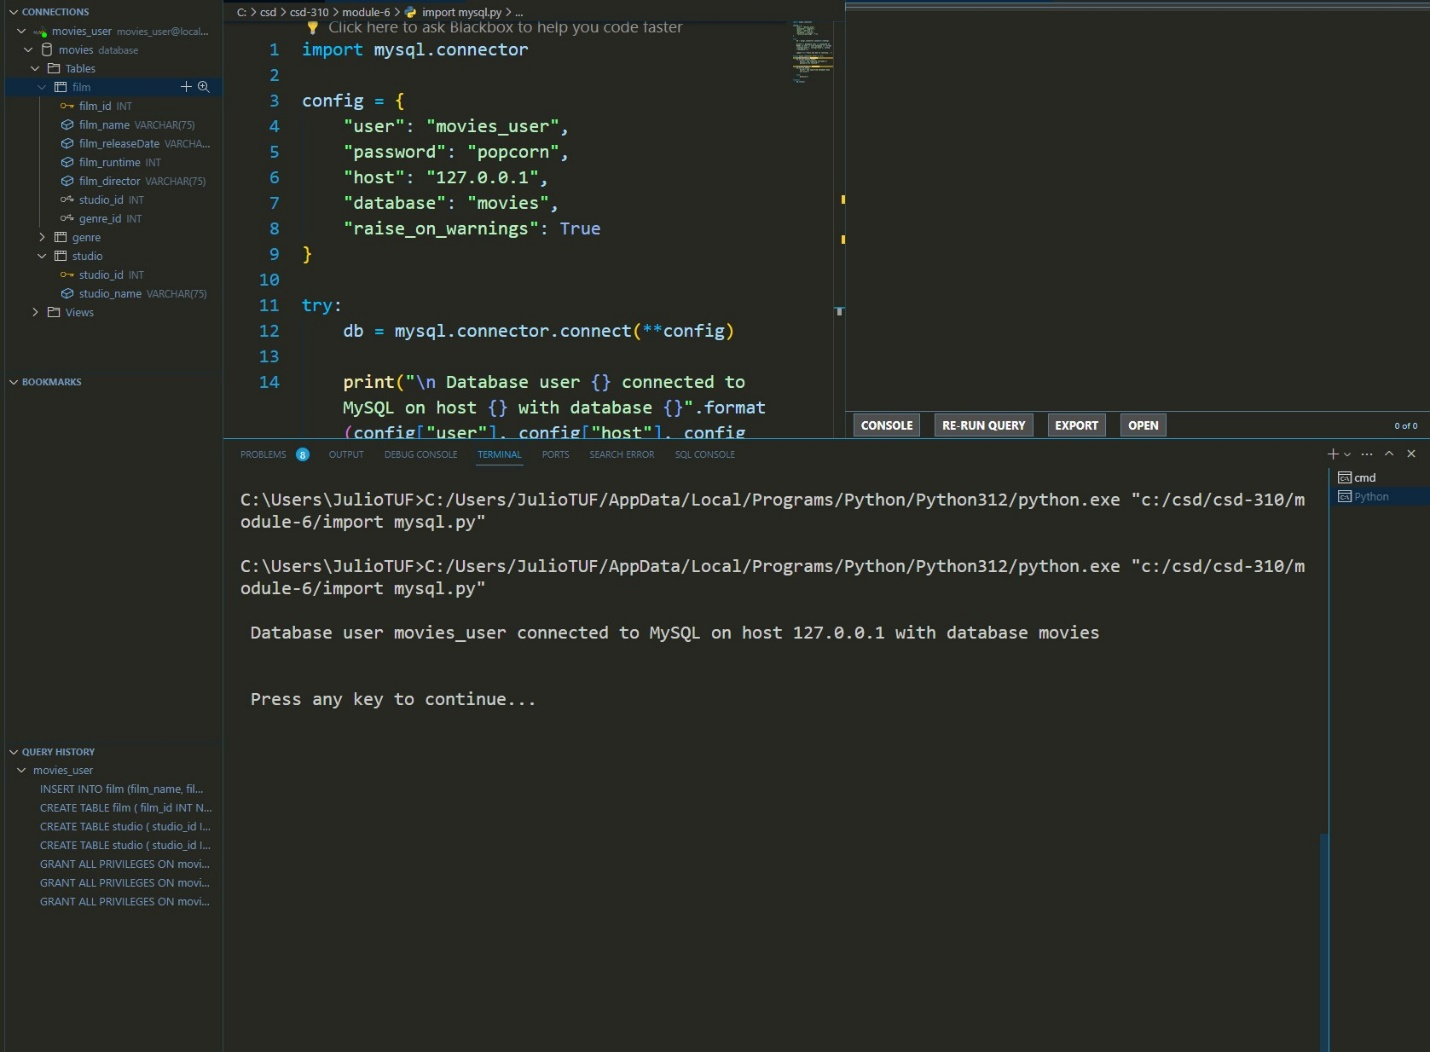 CONNECTIONS
movies_user movies_user@local...
movies database
Tables
film
film_id INT
film_name VARCHAR(75)
film_releaseDate VARCHA...
film_runtime INT
film_director VARCHAR(75)
studio_id INT
genre_id INT
genre
studio
studio_id INT
studio_name VARCHAR(75)
Views
BOOKMARKS
QUERY HISTORY
movies_user
INSERT INTO film (film_name, fil...
CREATE TABLE film ( film_id INT N...
CREATE TABLE studio ( studio_id I...
CREATE TABLE studio ( studio_id I...
GRANT ALL PRIVILEGES ON movi...
GRANT ALL PRIVILEGES ON movi...
GRANT ALL PRIVILEGES ON movi...
C: > csd > csd-310 > module-6 > import mysql.py > ...
Click here to ask Blackbox to help you code faster
1 import mysql.connector
2
3 config = {
4 "user": "movies_user",
5 "password": "popcorn",
6 "host": "127.0.0.1",
7 "database": "movies",
8 "raise_on_warnings": True
9 }
10
11 try:
12 db = mysql.connector.connect(**config)
13
14 print("\n Database user {} connected to
MySQL on host {} with database {}".format
(config["user"], config["host"], config
CONSOLE RE-RUN QUERY EXPORT OPEN 0 of 0
PROBLEMS 8 OUTPUT DEBUG CONSOLE TERMINAL PORTS SEARCH ERROR SQL CONSOLE
C:\Users\JulioTUF>C:/Users/JulioTUF/AppData/Local/Programs/Python/Python312/python.exe "c:/csd/csd-310/m
odule-6/import mysql.py"
C:\Users\JulioTUF>C:/Users/JulioTUF/AppData/Local/Programs/Python/Python312/python.exe "c:/csd/csd-310/m
odule-6/import mysql.py"
Database user movies_user connected to MySQL on host 127.0.0.1 with database movies
Press any key to continue...
cmd
Python